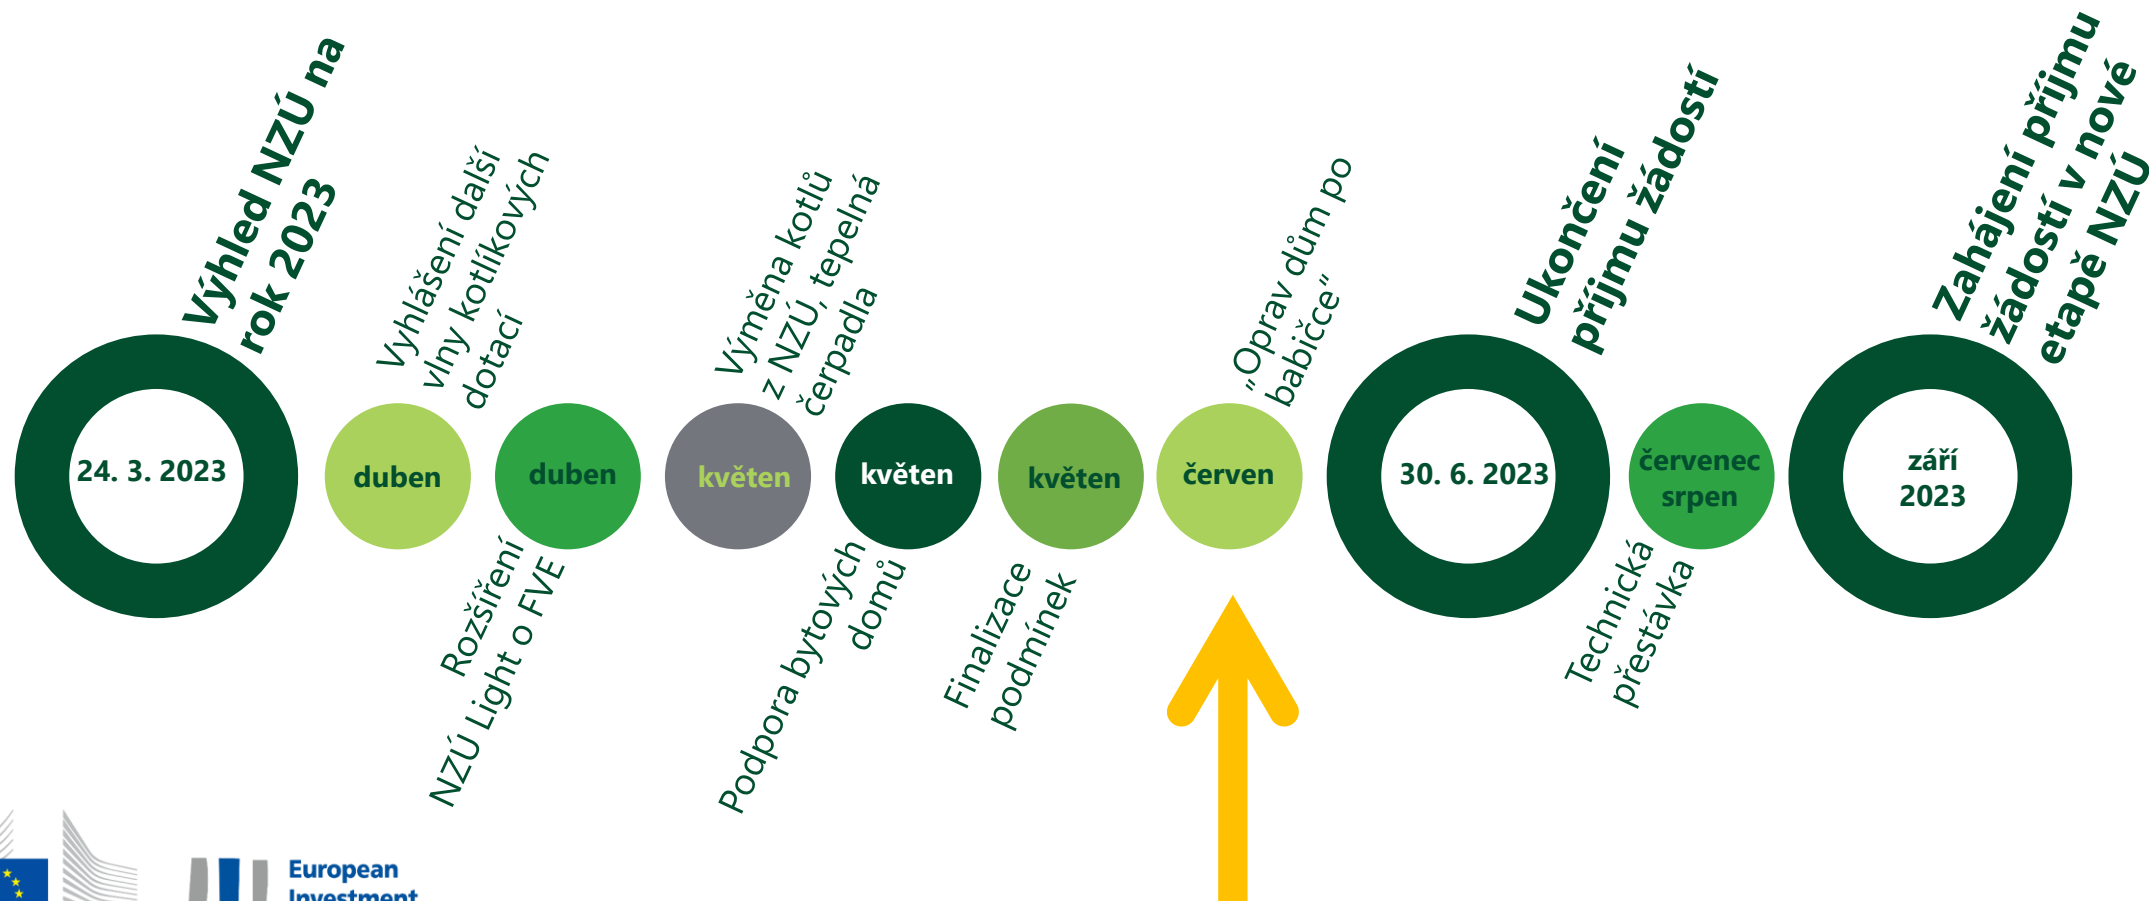 Výhled NZÚ na
rok 2023
24. 3. 2023
Vyhlášení další
vlny kotlíkových
dotací
duben
duben
Rozšíření
NZÚ Light o FVE
Výměna kotlů
z NZÚ, tepelná
čerpadla
květen
květen
Podpora bytových
domů
květen
Finalizace
podmínek
„Oprav dům po
babičce“
červen
Ukončení
příjmu žádostí
30. 6. 2023
červenec
srpen
Technická
přestávka
Zahájení příjmu
žádostí v nové
etapě NZÚ
září
2023
European
Investment